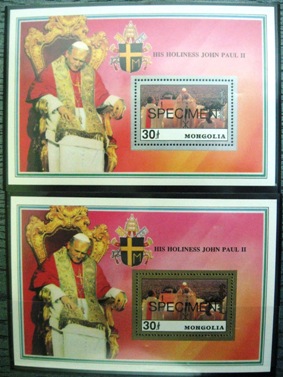 HIS HOLINESS JOHN PAUL II
SPECIMEN
30₮ MONGOLIA
HIS HOLINESS JOHN PAUL II
SPECIMEN
30₮ MONGOLIA